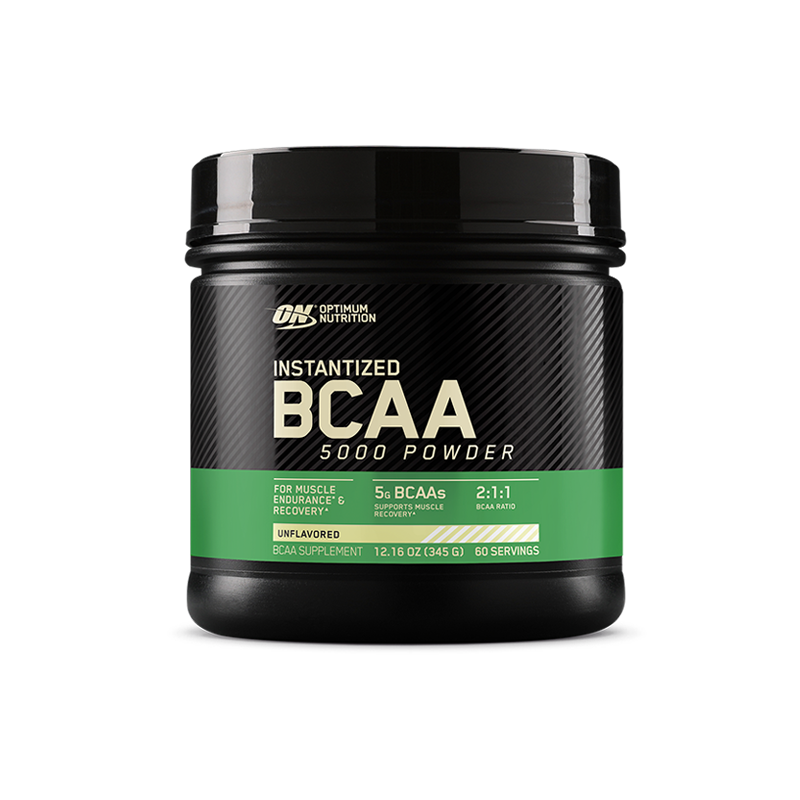 ON® OPTIMUM
NUTRITION
INSTANTIZED
BCAA
5000 POWDER
FOR MUSCLE
ENDURANCE* &
RECOVERY^
5G BCAAs
SUPPORTS MUSCLE
RECOVERY^
2:1:1
BCAA RATIO
UNFLAVORED
BCAA SUPPLEMENT 12.16 OZ (345 G) 60 SERVINGS